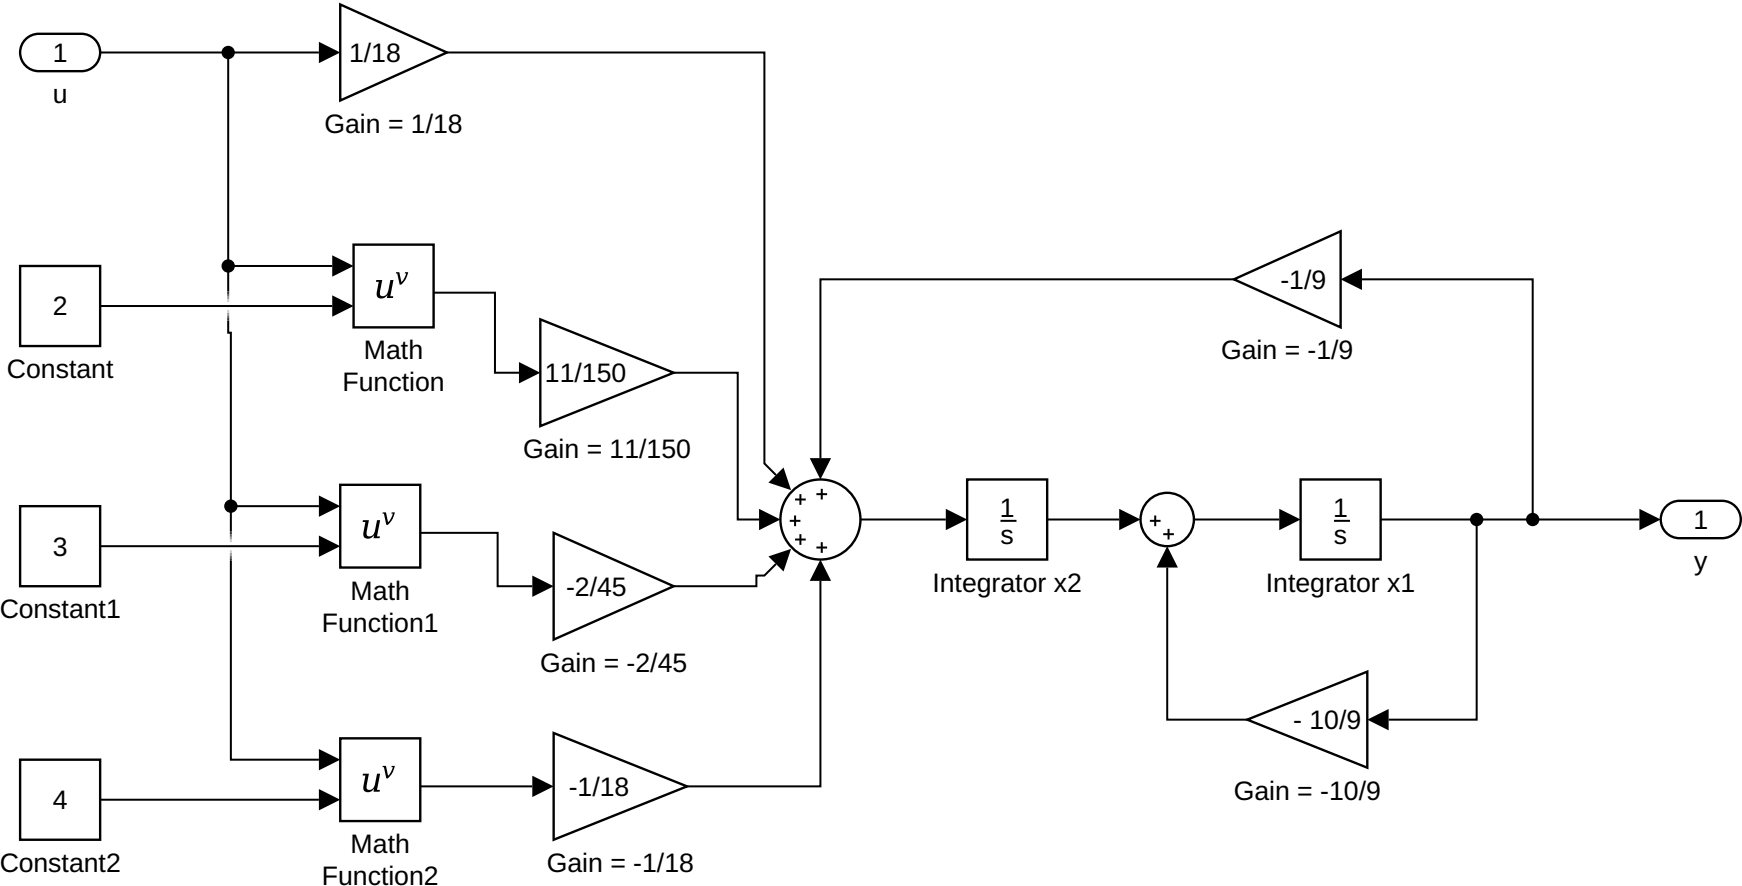 1
u
1/18
Gain = 1/18
2
Constant
u^v
Math
Function
11/150
Gain = 11/150
-1/9
Gain = -1/9
3
Constant1
u^v
Math
Function1
-2/45
Gain = -2/45
+ +
+
+ +
1
s
Integrator x2
+
+
1
s
Integrator x1
1
y
- 10/9
Gain = -10/9
4
Constant2
u^v
Math
Function2
-1/18
Gain = -1/18